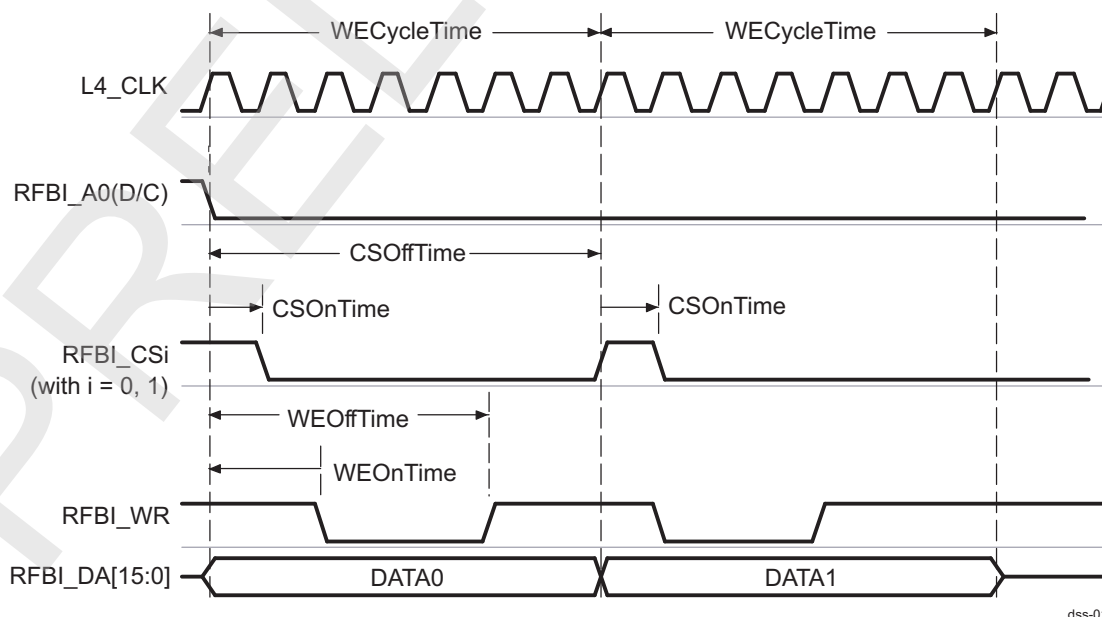 WECycleTime WECycleTime
L4_CLK
RFBI_A0(D/C)
CSOffTime
CSOnTime CSOnTime
RFBI_CSi
(with i = 0, 1)
WEOffTime
WEOnTime
RFBI_WR
RFBI_DA[15:0] DATA0 DATA1
PREL